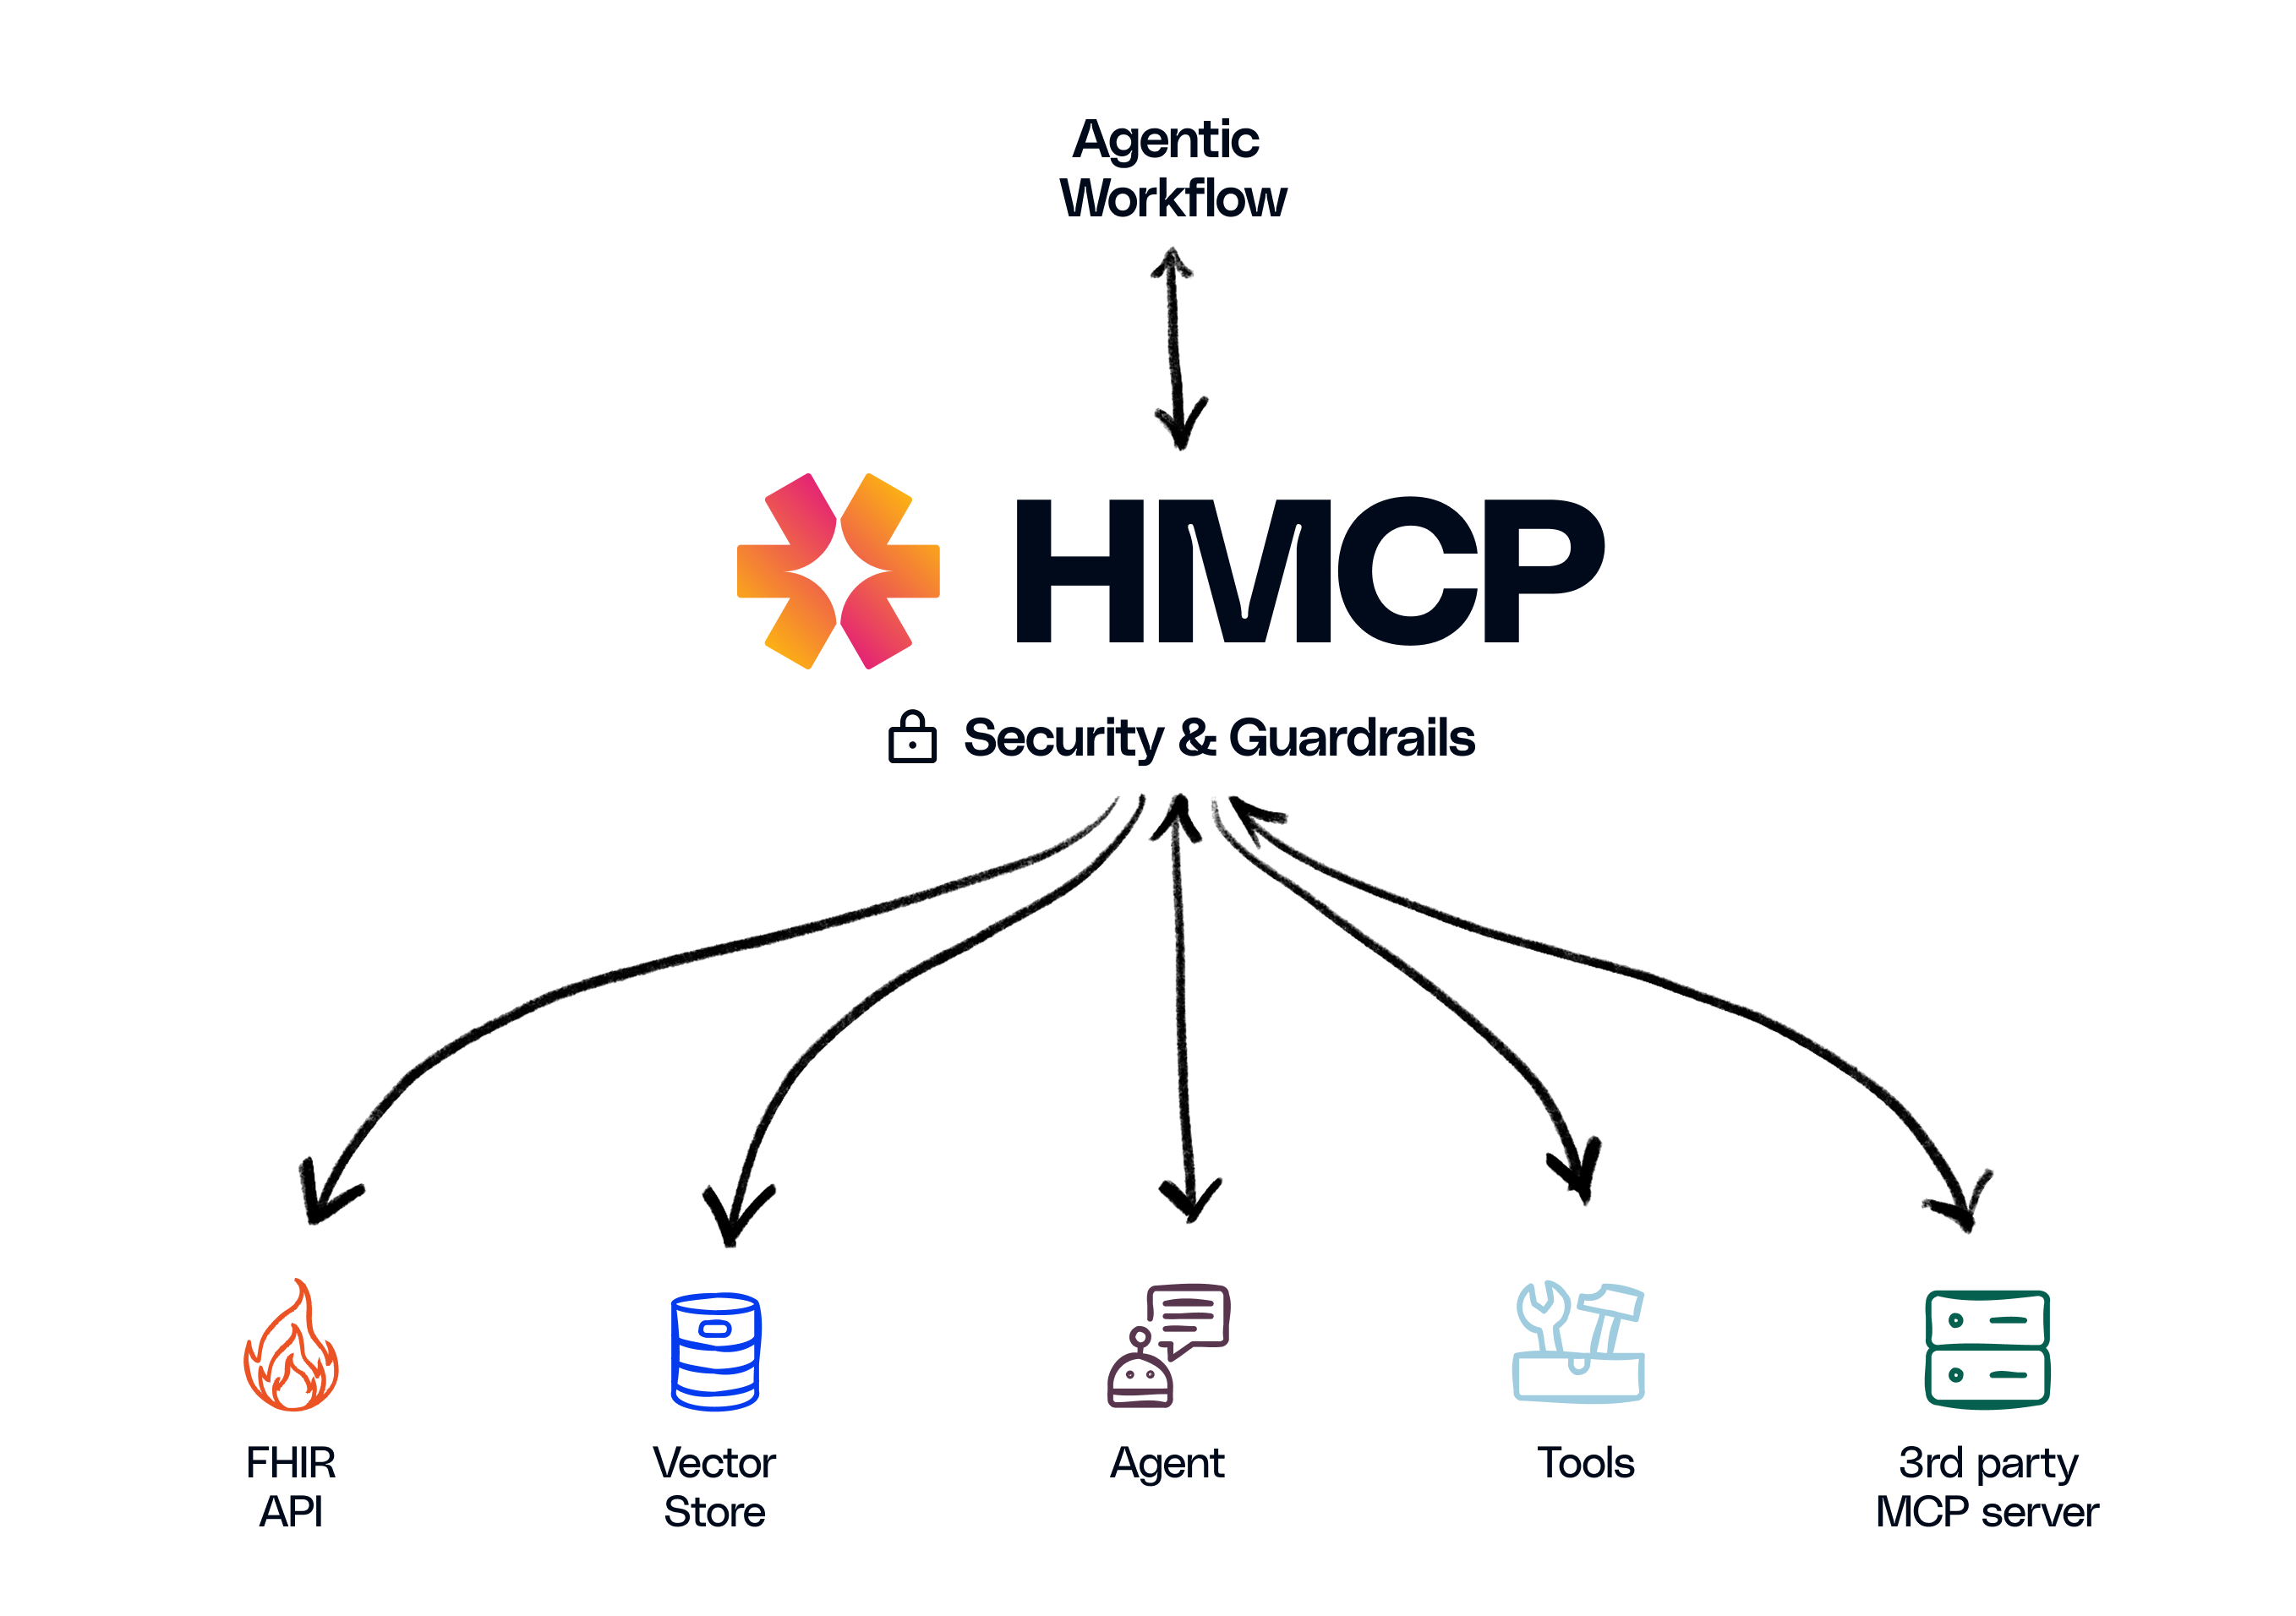 Agentic
Workflow
HMCP
Security & Guardrails
FHIR
API
Vector
Store
Agent
Tools
3rd party
MCP server